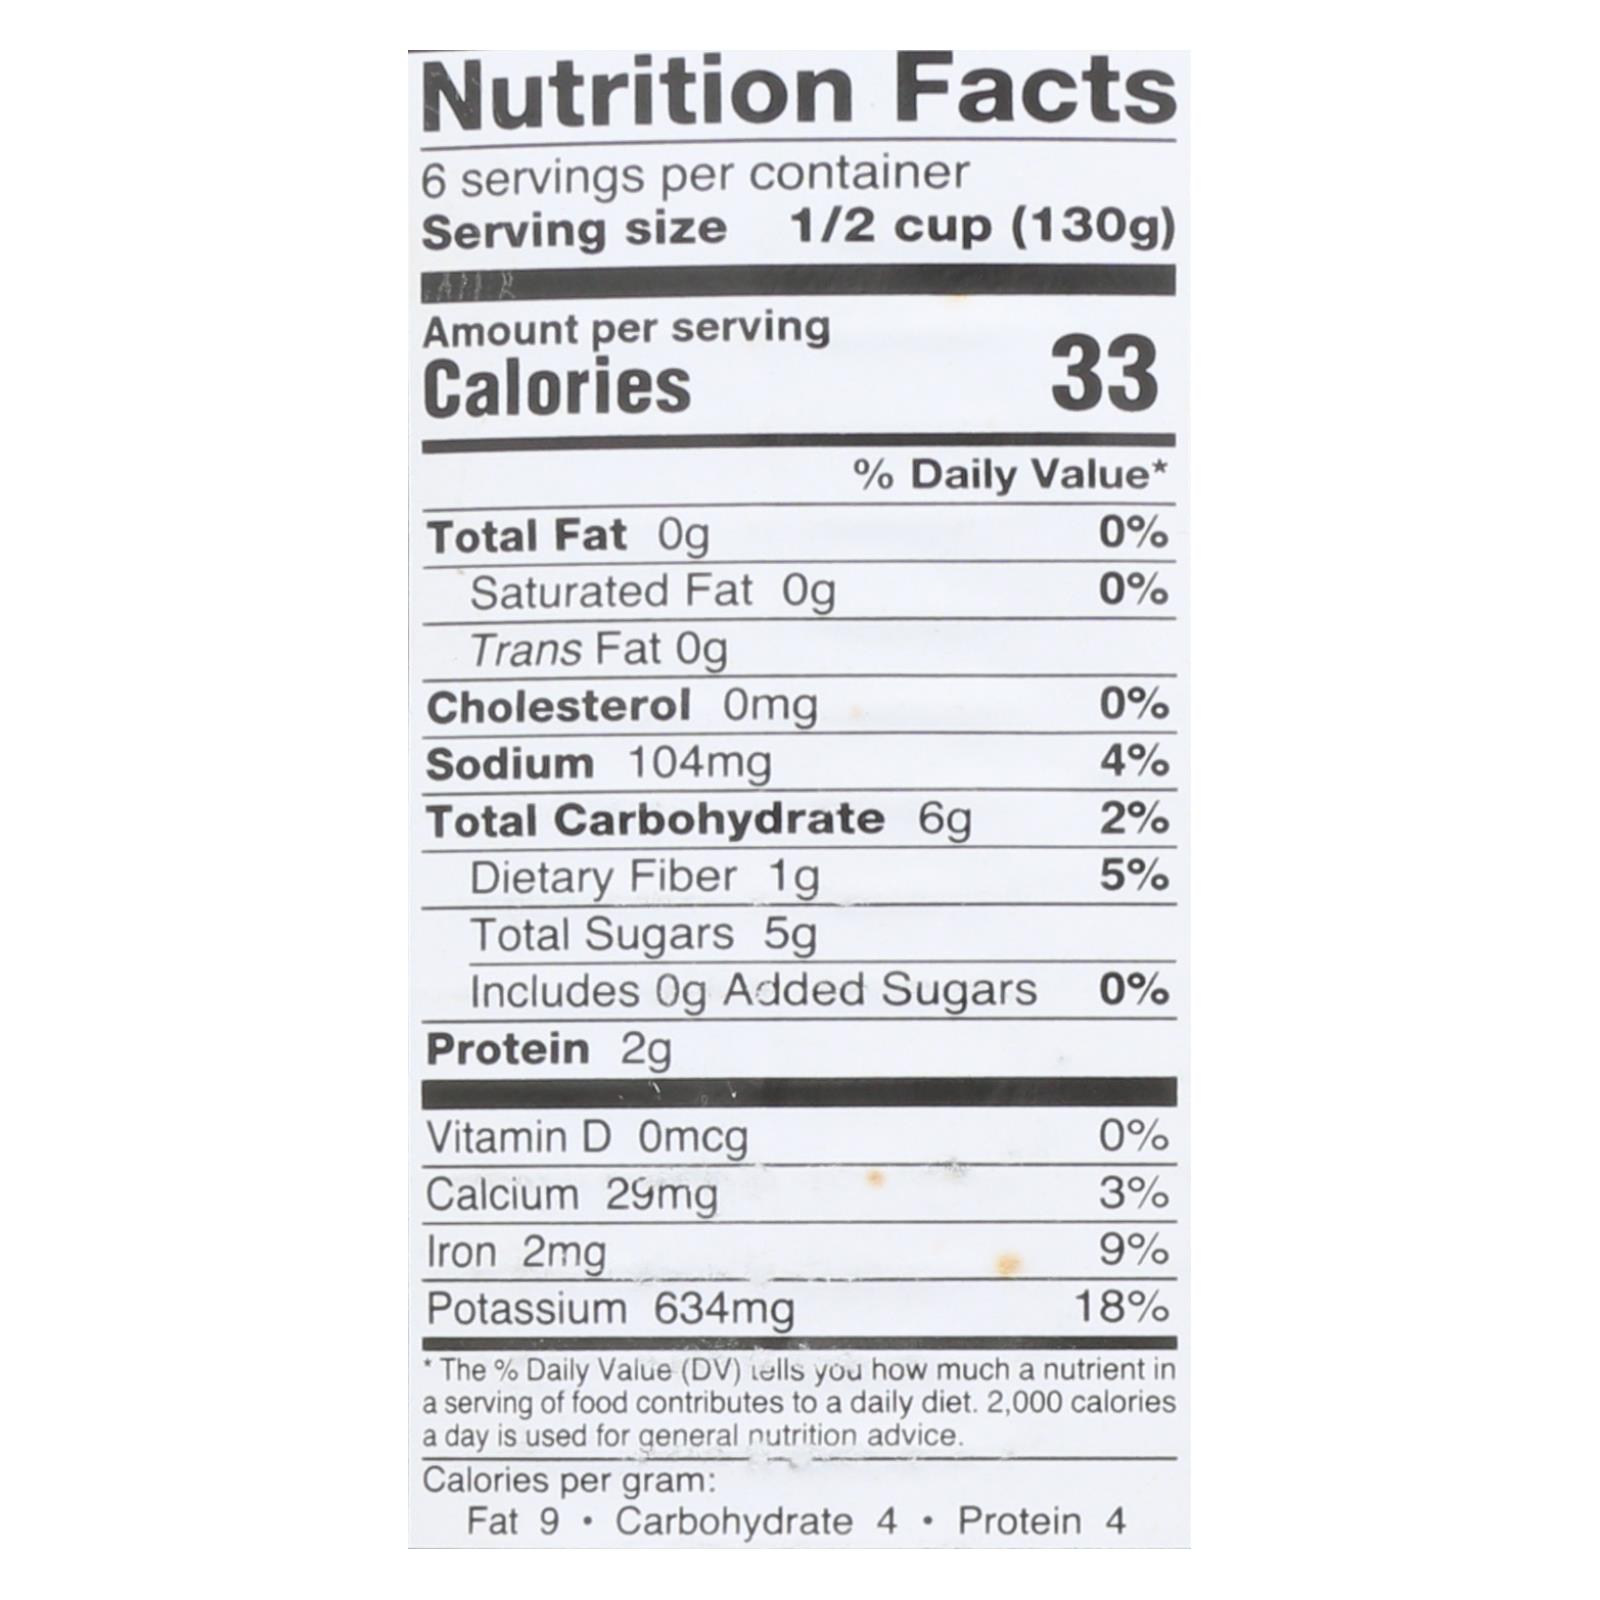 Nutrition Facts
6 servings per container
Serving size 1/2 cup (130g)
Amount per serving
Calories 33
% Daily Value*
Total Fat 0g 0%
Saturated Fat 0g 0%
Trans Fat 0g
Cholesterol 0mg 0%
Sodium 104mg 4%
Total Carbohydrate 6g 2%
Dietary Fiber 1g 5%
Total Sugars 5g
Includes 0g Added Sugars 0%
Protein 2g
Vitamin D 0mcg 0%
Calcium 29mg 3%
Iron 2mg 9%
Potassium 634mg 18%
* The % Daily Value (DV) tells you how much a nutrient in
a serving of food contributes to a daily diet. 2,000 calories
a day is used for general nutrition advice.
Calories per gram:
Fat 9 • Carbohydrate 4 • Protein 4